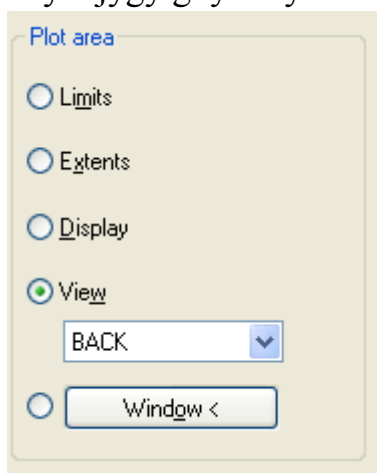 Plot area
Limits
Extents
Display
View
BACK
Window <